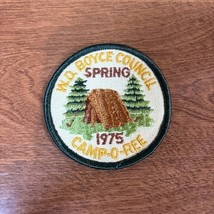 W.D. BOYCE COUNCIL
SPRING
1975
CAMP-O-REE